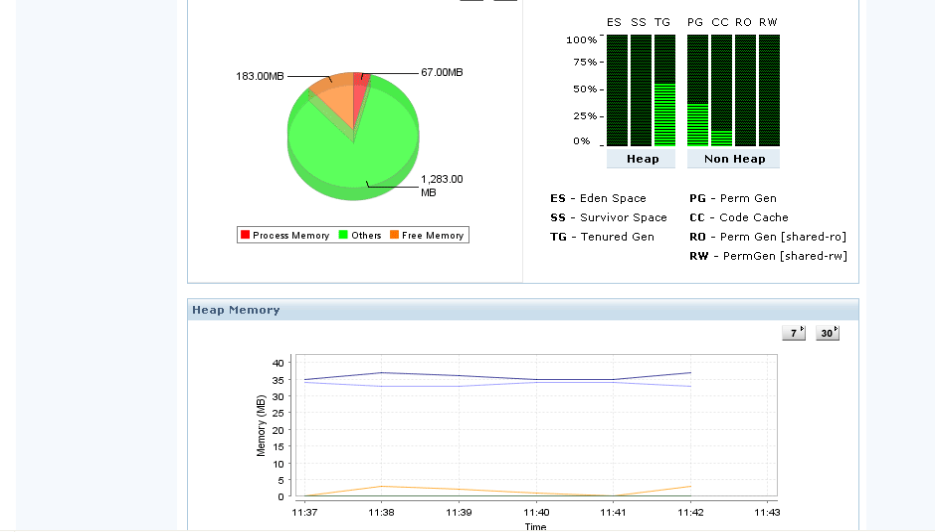 183.00MB
67.00MB
1,283.00
MB
Process Memory Others Free Memory
ES SS TG PG CC RO RW
100%
75%
50%
25%
0%
Heap Non Heap
ES - Eden Space
SS - Survivor Space
TG - Tenured Gen
PG - Perm Gen
CC - Code Cache
RO - Perm Gen [shared-ro]
RW - PermGen [shared-rw]
Heap Memory
7 30
Memory (MB)
40
35
30
25
20
15
10
5
0
11:37 11:38 11:39 11:40 11:41 11:42 11:43
Time